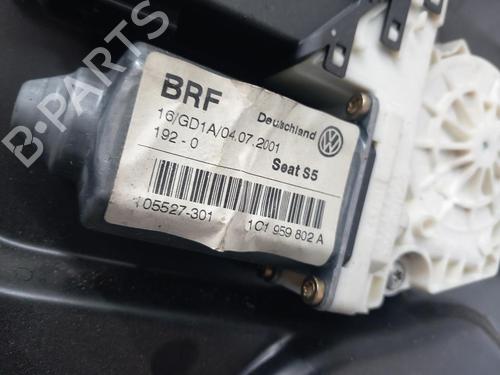 BRF
Deutschland
16/GD1A/04.07.2001
192-0
Seat S5
105527-301
1C1 959 802 A
B-PARTS